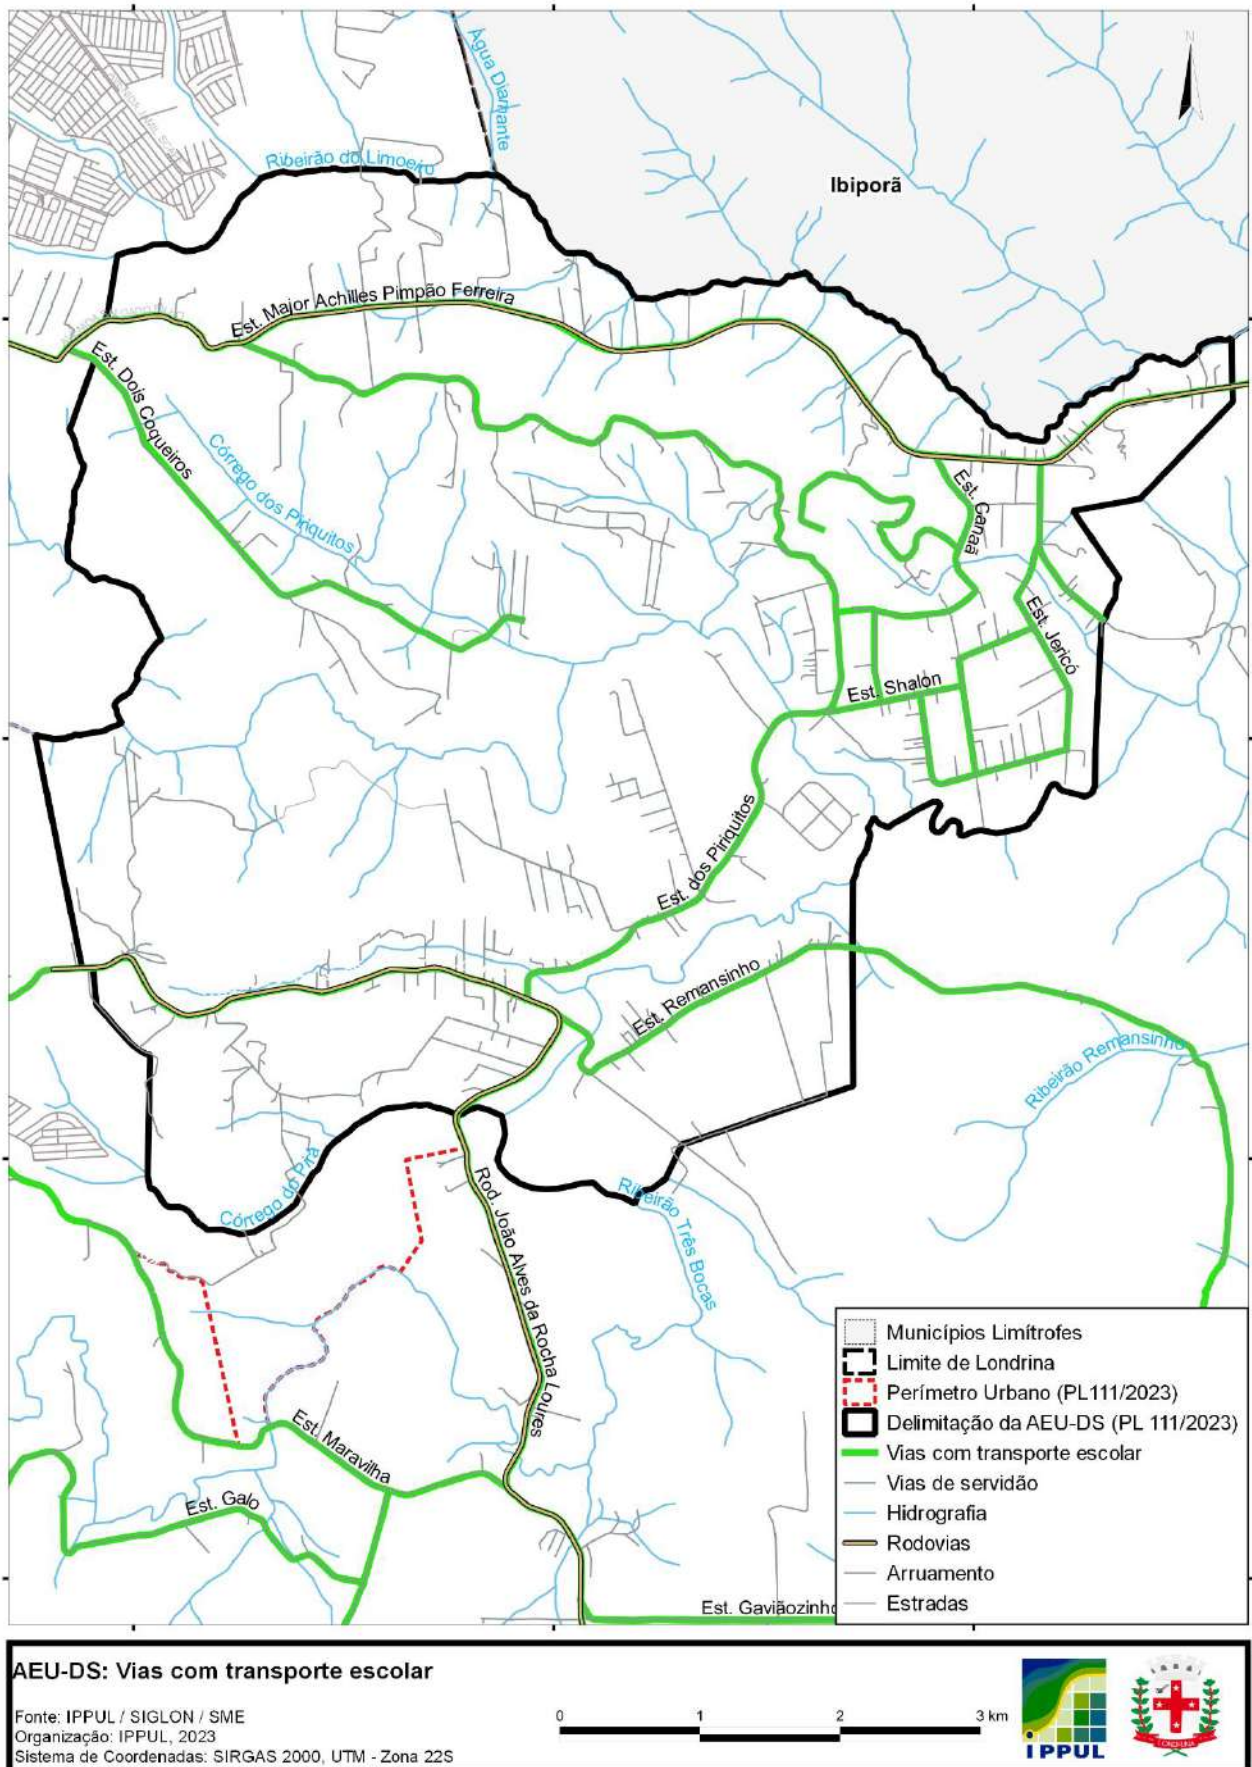 N
Água Diamante
Ribeirão do Limoeiro
Ibiporã
Est. Major Achilles Pimpão Ferreira
Est. Dois Coqueiros
Córrego dos Piriquitos
Est. Canaã
Est. Jericó
Est. Shalon
Est. dos Piriquitos
Est. Remansinho
Ribeirão Remansinho
Córrego do Pirá
Ribeirão Três Bocas
Rod. João Alves da Rocha Loures
Est. Maravilha
Est. Galo
Est. Gaviãozinho
Municípios Limítrofes
Limite de Londrina
Perímetro Urbano (PL111/2023)
Delimitação da AEU-DS (PL 111/2023)
Vias com transporte escolar
Vias de servidão
Hidrografia
Rodovias
Arruamento
Estradas
AEU-DS: Vias com transporte escolar
Fonte: IPPUL / SIGLON / SME
Organização: IPPUL, 2023
Sistema de Coordenadas: SIRGAS 2000, UTM - Zona 22S
0 1 2 3 km
IPPUL
LONDRINA